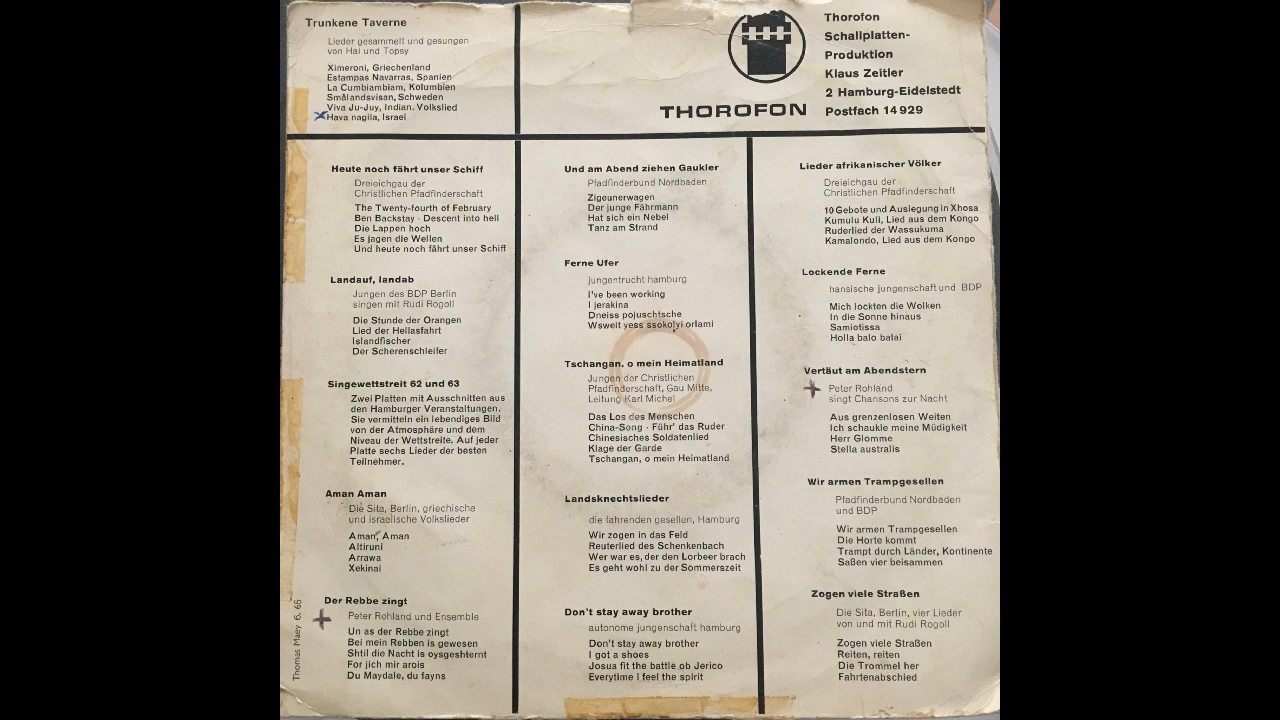 Trunkene Taverne
Lieder gesammelt und gesungen
von Hai und Topsy
Ximeroni, Griechenland
Estampas Navarras, Spanien
La Cumbiambiam, Kolumbien
Smålandsvisan, Schweden
Viva Ju-Juy, Indian. Volkslied
Hava nagila, Israel
THOROFON
Thorofon
Schallplatten-
Produktion
Klaus Zeitler
2 Hamburg-Eidelstedt
Postfach 14 929
Heute noch fährt unser Schiff
Dreieichgau der
Christlichen Pfadfinderschaft
The Twenty-fourth of February
Ben Backstay · Descent into hell
Die Lappen hoch
Es jagen die Wellen
Und heute noch fährt unser Schiff
Landauf, landab
Jungen des BDP Berlin
singen mit Rudi Rogoll
Die Stunde der Orangen
Lied der Hellasfahrt
Islandfischer
Der Scherenschleifer
Singewettstreit 62 und 63
Zwei Platten mit Ausschnitten aus
den Hamburger Veranstaltungen.
Sie vermitteln ein lebendiges Bild
von der Atmosphäre und dem
Niveau der Wettstreite. Auf jeder
Platte sechs Lieder der besten
Teilnehmer.
Aman Aman
Die Sita, Berlin, griechische
und israelische Volkslieder
Aman, Aman
Altiruni
Arrawa
Xekinai
Der Rebbe zingt
Peter Rohland und Ensemble
Un as der Rebbe zingt
Bei mein Rebben is gewesen
Shtil die Nacht is oysgeshternt
For jich mir arois
Du Maydale, du fayns
Thomas Maey 6. 65
Und am Abend ziehen Gaukler
Pfadfinderbund Nordbaden
Zigeunerwagen
Der junge Fährmann
Hat sich ein Nebel
Tanz am Strand
Ferne Ufer
jungentrucht hamburg
I've been working
I jerakina
Dneiss pojuschtsche
Wsweit yess ssokolyi orlami
Tschangan, o mein Heimatland
Jungen der Christlichen
Pfadfinderschaft, Gau Mitte,
Leitung Karl Michel
Das Los des Menschen
China-Song · Führ' das Ruder
Chinesisches Soldatenlied
Klage der Garde
Tschangan, o mein Heimatland
Landsknechtslieder
die fahrenden gesellen, Hamburg
Wir zogen in das Feld
Reuterlied des Schenkenbach
Wer war es, der den Lorbeer brach
Es geht wohl zu der Sommerszeit
Don't stay away brother
autonome jungenschaft hamburg
Don't stay away brother
I got a shoes
Josua fit the battle ob Jerico
Everytime I feel the spirit
Lieder afrikanischer Völker
Dreieichgau der
Christlichen Pfadfinderschaft
10 Gebote und Auslegung in Xhosa
Kumulu Kuli, Lied aus dem Kongo
Ruderlied der Wassukuma
Kamalondo, Lied aus dem Kongo
Lockende Ferne
hansische jungenschaft und BDP
Mich lockten die Wolken
In die Sonne hinaus
Samiotissa
Holla balo balai
Vertäut am Abendstern
Peter Rohland
singt Chansons zur Nacht
Aus grenzenlosen Weiten
Ich schaukle meine Müdigkeit
Herr Glomme
Stella australis
Wir armen Trampgesellen
Pfadfinderbund Nordbaden
und BDP
Wir armen Trampgesellen
Die Horte kommt
Trampt durch Länder, Kontinente
Saßen vier beisammen
Zogen viele Straßen
Die Sita, Berlin, vier Lieder
von und mit Rudi Rogoll
Zogen viele Straßen
Reiten, reiten
Die Trommel her
Fahrtenabschied